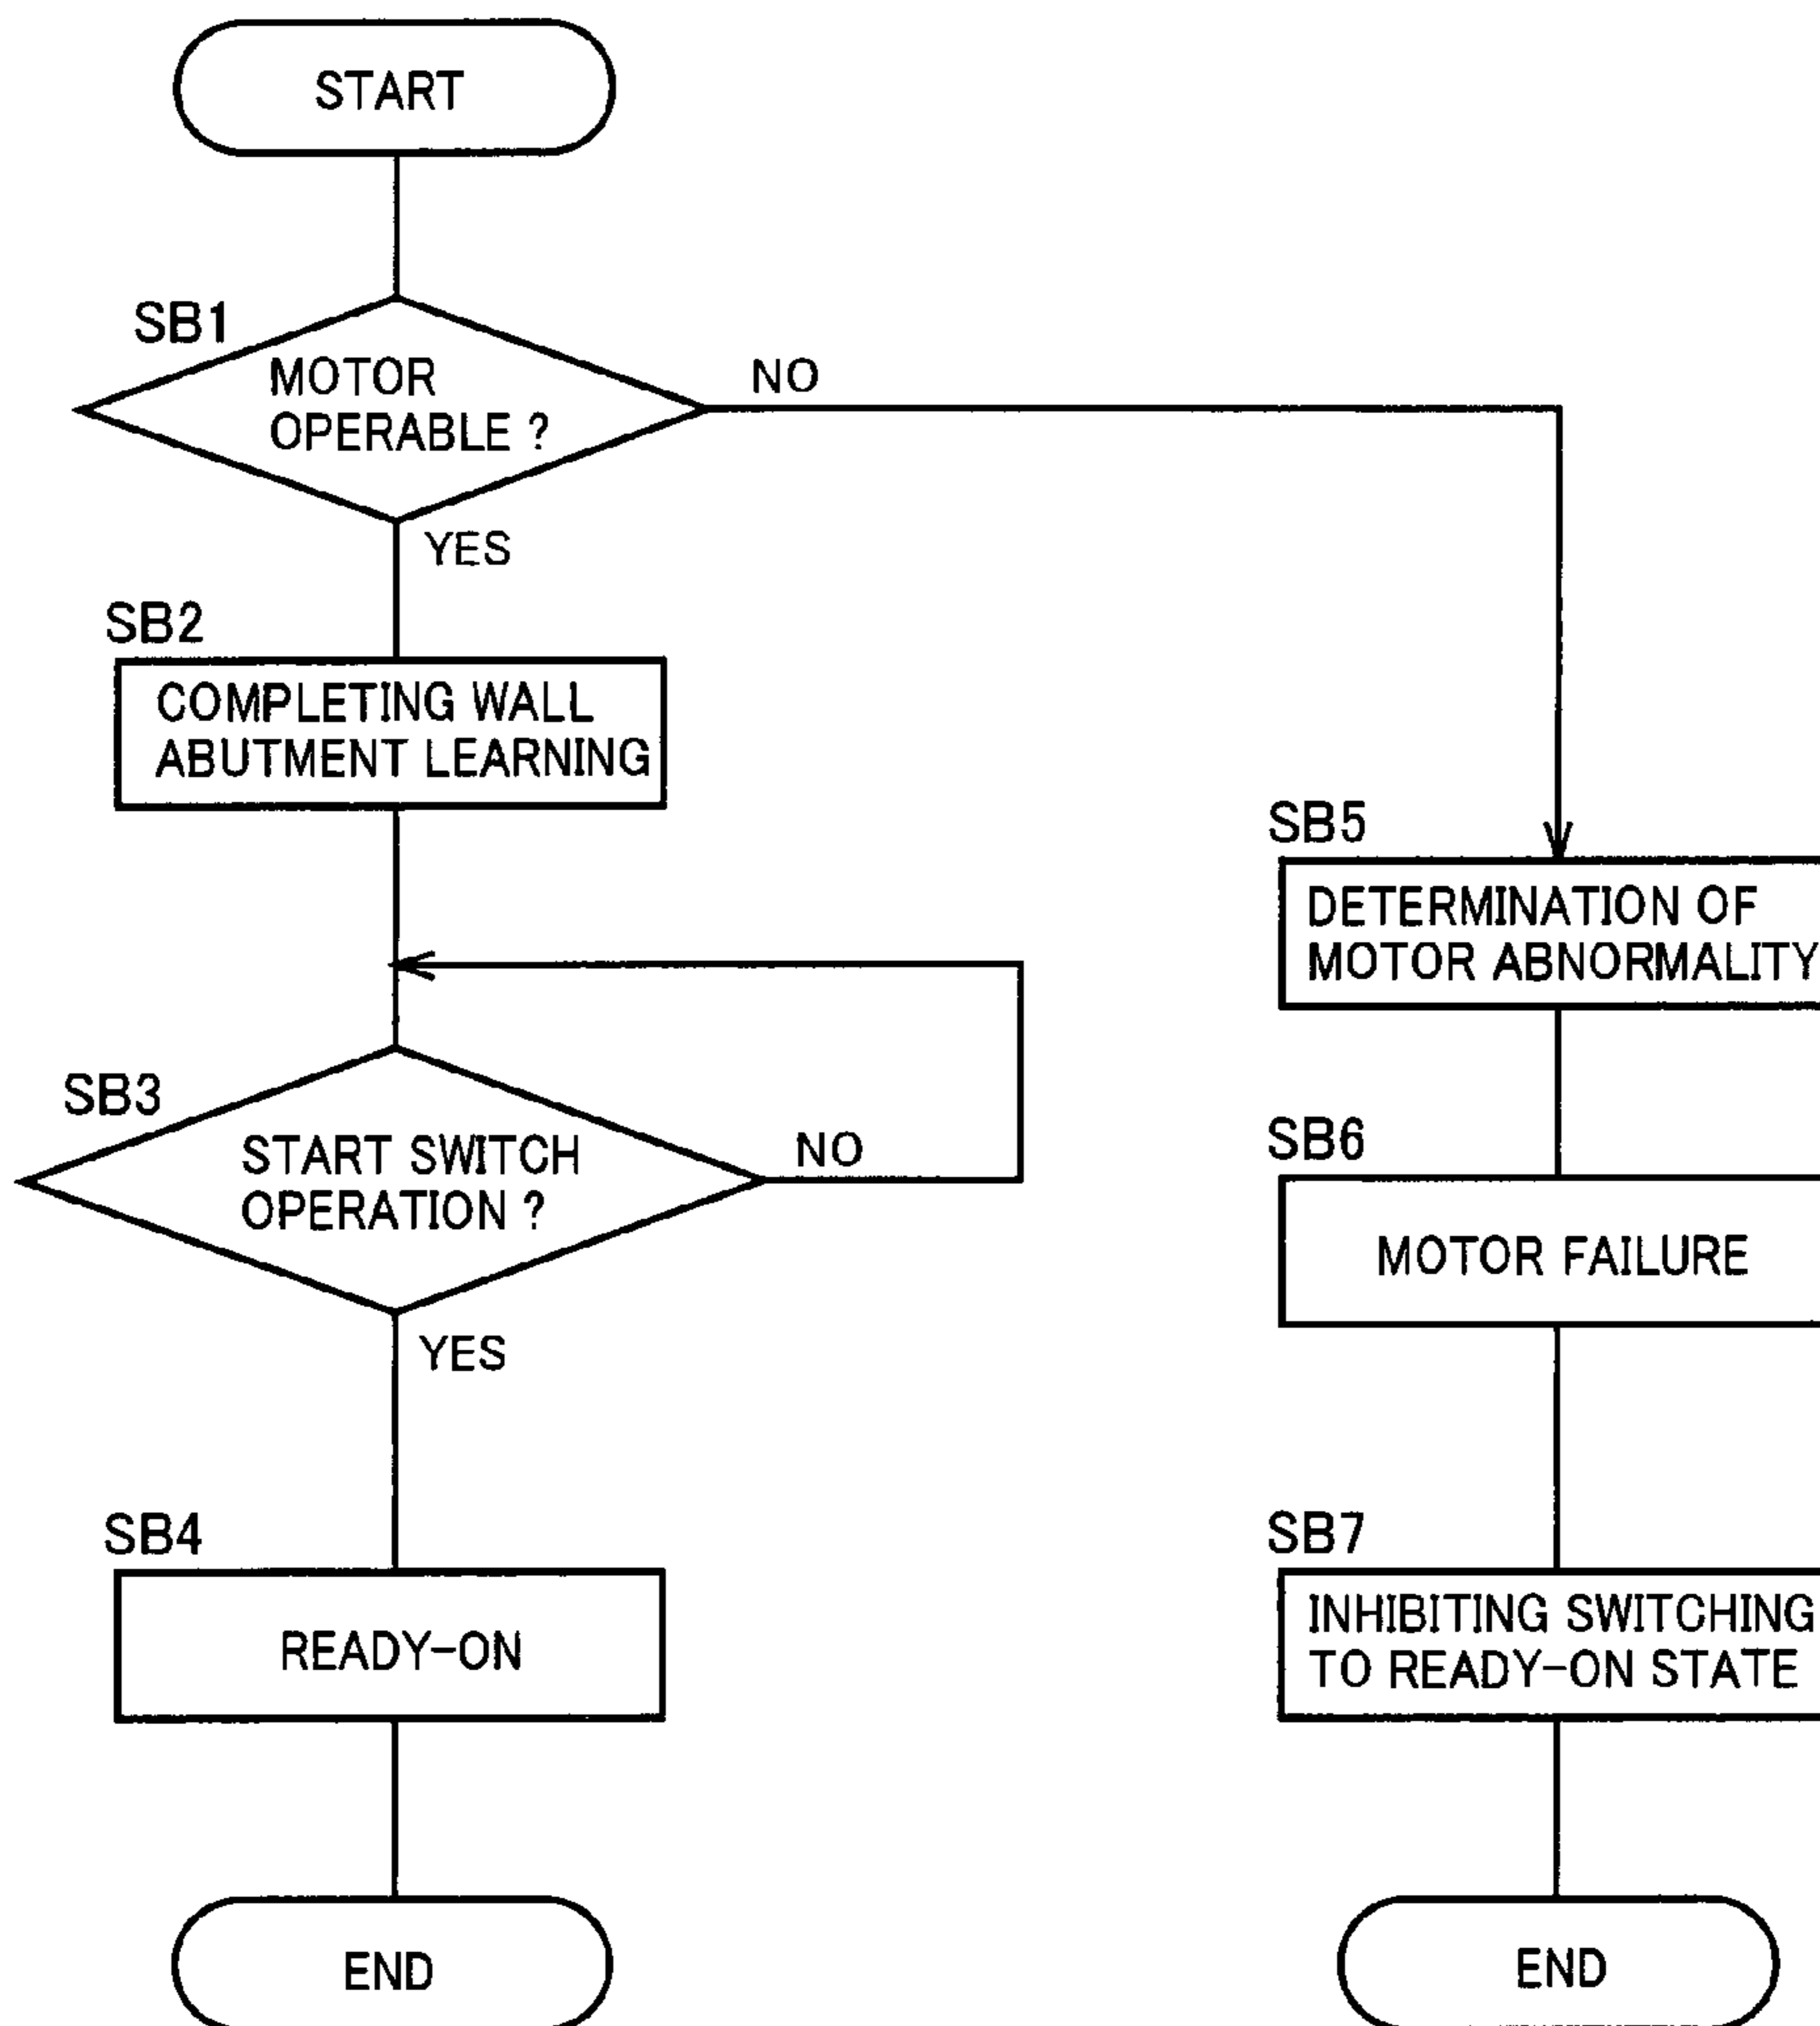 START
SB1
MOTOR
OPERABLE ?
NO
YES
SB2
COMPLETING WALL
ABUTMENT LEARNING
SB3
START SWITCH
OPERATION ?
NO
YES
SB4
READY-ON
END
SB5
DETERMINATION OF
MOTOR ABNORMALITY
SB6
MOTOR FAILURE
SB7
INHIBITING SWITCHING
TO READY-ON STATE
END